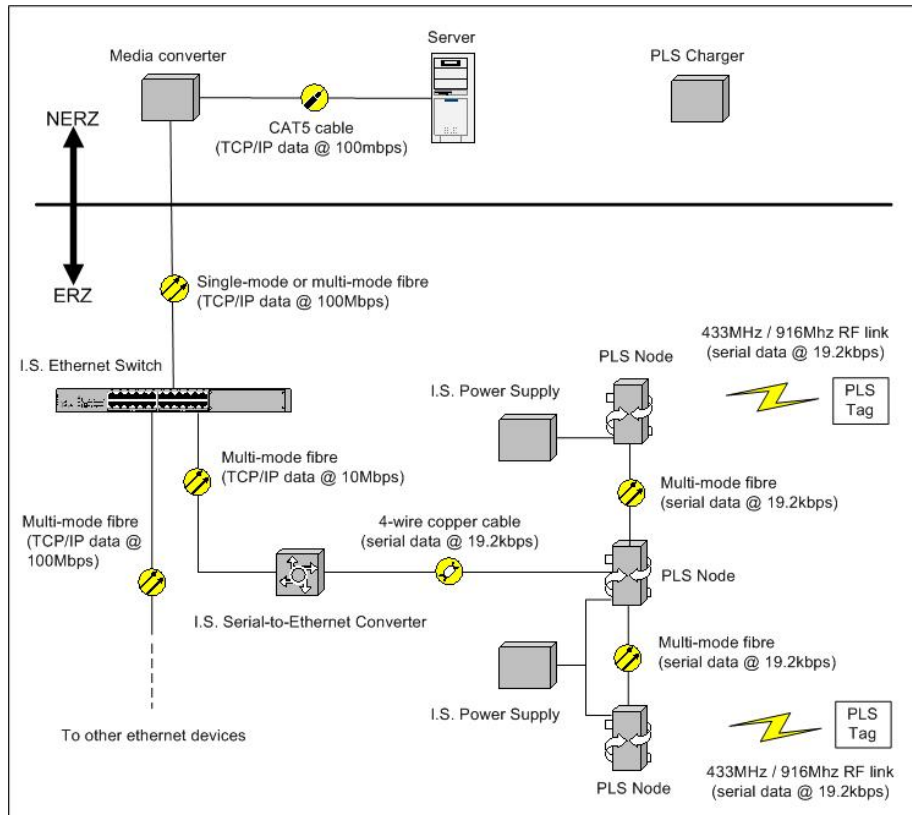 Media converter
Server
PLS Charger
NERZ
CAT5 cable
(TCP/IP data @ 100mbps)
ERZ
Single-mode or multi-mode fibre
(TCP/IP data @ 100Mbps)
433MHz / 916Mhz RF link
(serial data @ 19.2kbps)
PLS Node
I.S. Ethernet Switch
I.S. Power Supply
PLS
Tag
Multi-mode fibre
(TCP/IP data @ 10Mbps)
Multi-mode fibre
(serial data @ 19.2kbps)
Multi-mode fibre
(TCP/IP data @
100Mbps)
4-wire copper cable
(serial data @ 19.2kbps)
PLS Node
I.S. Serial-to-Ethernet Converter
Multi-mode fibre
(serial data @ 19.2kbps)
I.S. Power Supply
PLS
Tag
To other ethernet devices
PLS Node
433MHz / 916Mhz RF link
(serial data @ 19.2kbps)